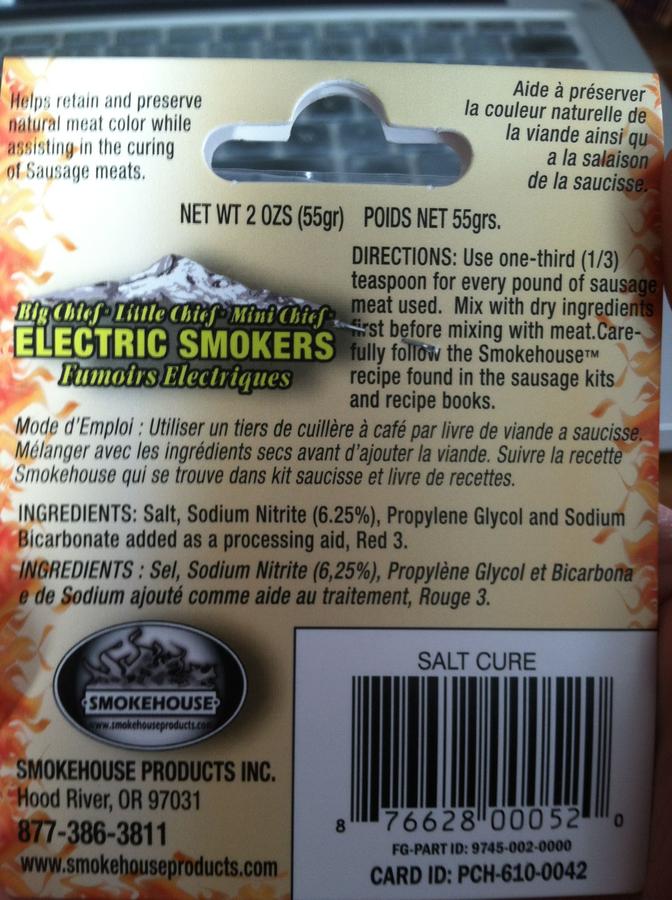 Helps retain and preserve
natural meat color while
assisting in the curing
of Sausage meats.
Aide à préserver
la couleur naturelle de
la viande ainsi qu
a la salaison
de la saucisse.
NET WT 2 OZS (55gr) POIDS NET 55grs.
Big Chief · Little Chief · Mini Chief
ELECTRIC SMOKERS
Fumoirs Electriques
DIRECTIONS: Use one-third (1/3)
teaspoon for every pound of sausage
meat used. Mix with dry ingredients
first before mixing with meat.Care-
fully follow the Smokehouse™
recipe found in the sausage kits
and recipe books.
Mode d'Emploi : Utiliser un tiers de cuillère à café par livre de viande a saucisse.
Mélanger avec les ingrédients secs avant d'ajouter la viande. Suivre la recette
Smokehouse qui se trouve dans kit saucisse et livre de recettes.
INGREDIENTS: Salt, Sodium Nitrite (6.25%), Propylene Glycol and Sodium
Bicarbonate added as a processing aid, Red 3.
INGREDIENTS : Sel, Sodium Nitrite (6,25%), Propylène Glycol et Bicarbona
e de Sodium ajouté comme aide au traitement, Rouge 3.
SMOKEHOUSE
www.smokehouseproducts.com
SMOKEHOUSE PRODUCTS INC.
Hood River, OR 97031
877-386-3811
www.smokehouseproducts.com
SALT CURE
8 76628 00052 0
FG-PART ID: 9745-002-0000
CARD ID: PCH-610-0042